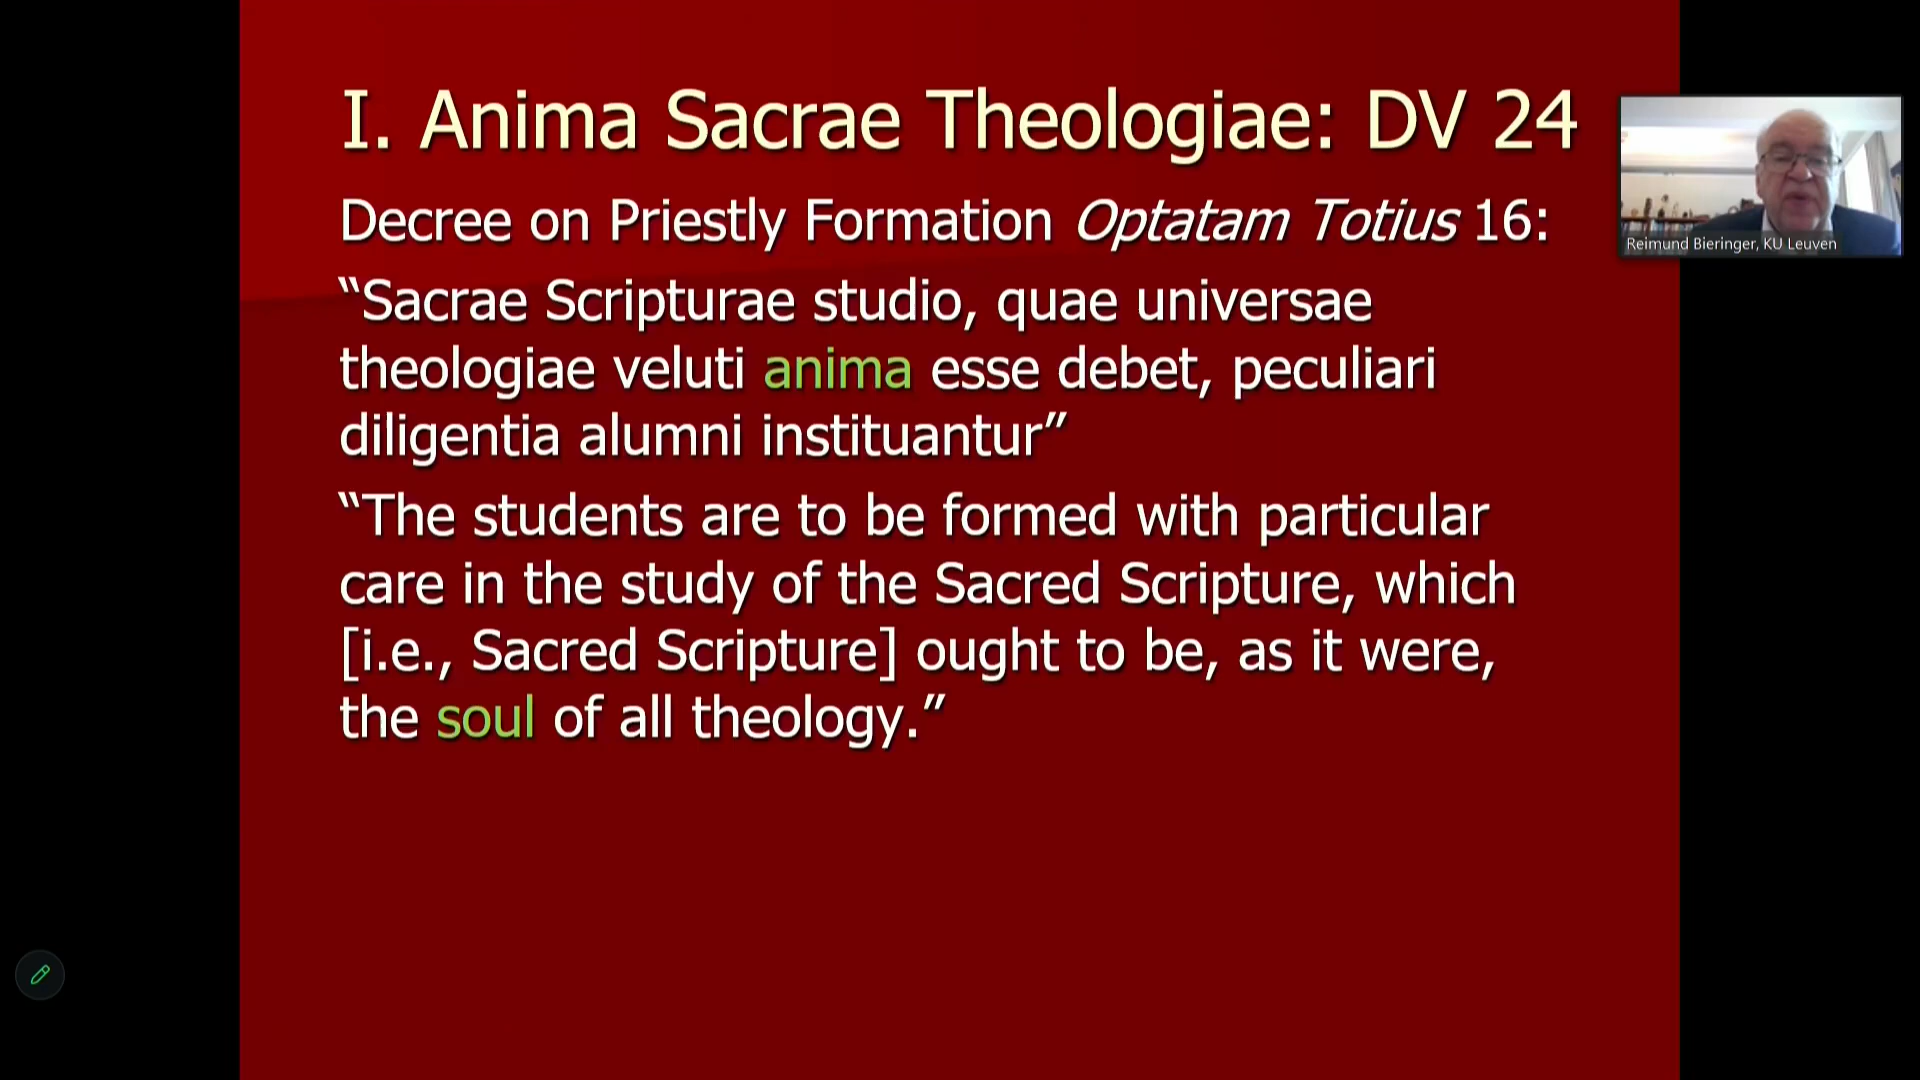 I. Anima Sacrae Theologiae: DV 24
Decree on Priestly Formation Optatam Totius 16:
“Sacrae Scripturae studio, quae universae
theologiae veluti anima esse debet, peculiari
diligentia alumni instituantur”
“The students are to be formed with particular
care in the study of the Sacred Scripture, which
[i.e., Sacred Scripture] ought to be, as it were,
the soul of all theology.”
Reimund Bieringer, KU Leuven